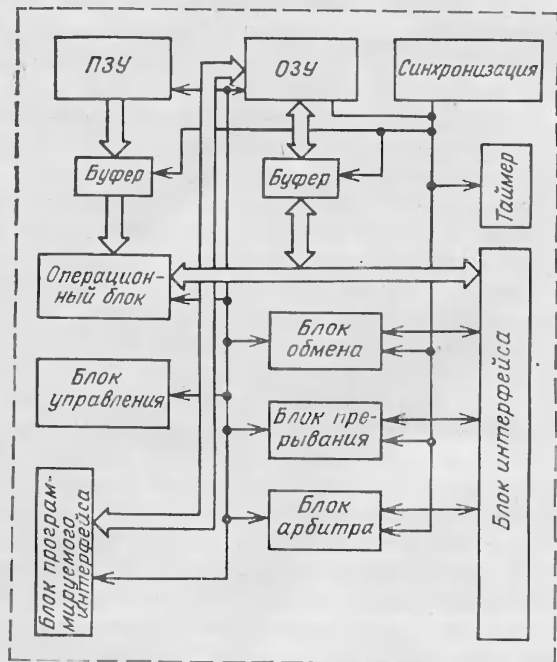 ПЗУ
ОЗУ
Синхронизация
Буфер
Буфер
Таймер
Операцион-
ный блок
Блок
обмена
Блок
управления
Блок пре-
рывания
Блок
арбитра
Блок програм-
мируемого
интерфейса
Блок интерфейса